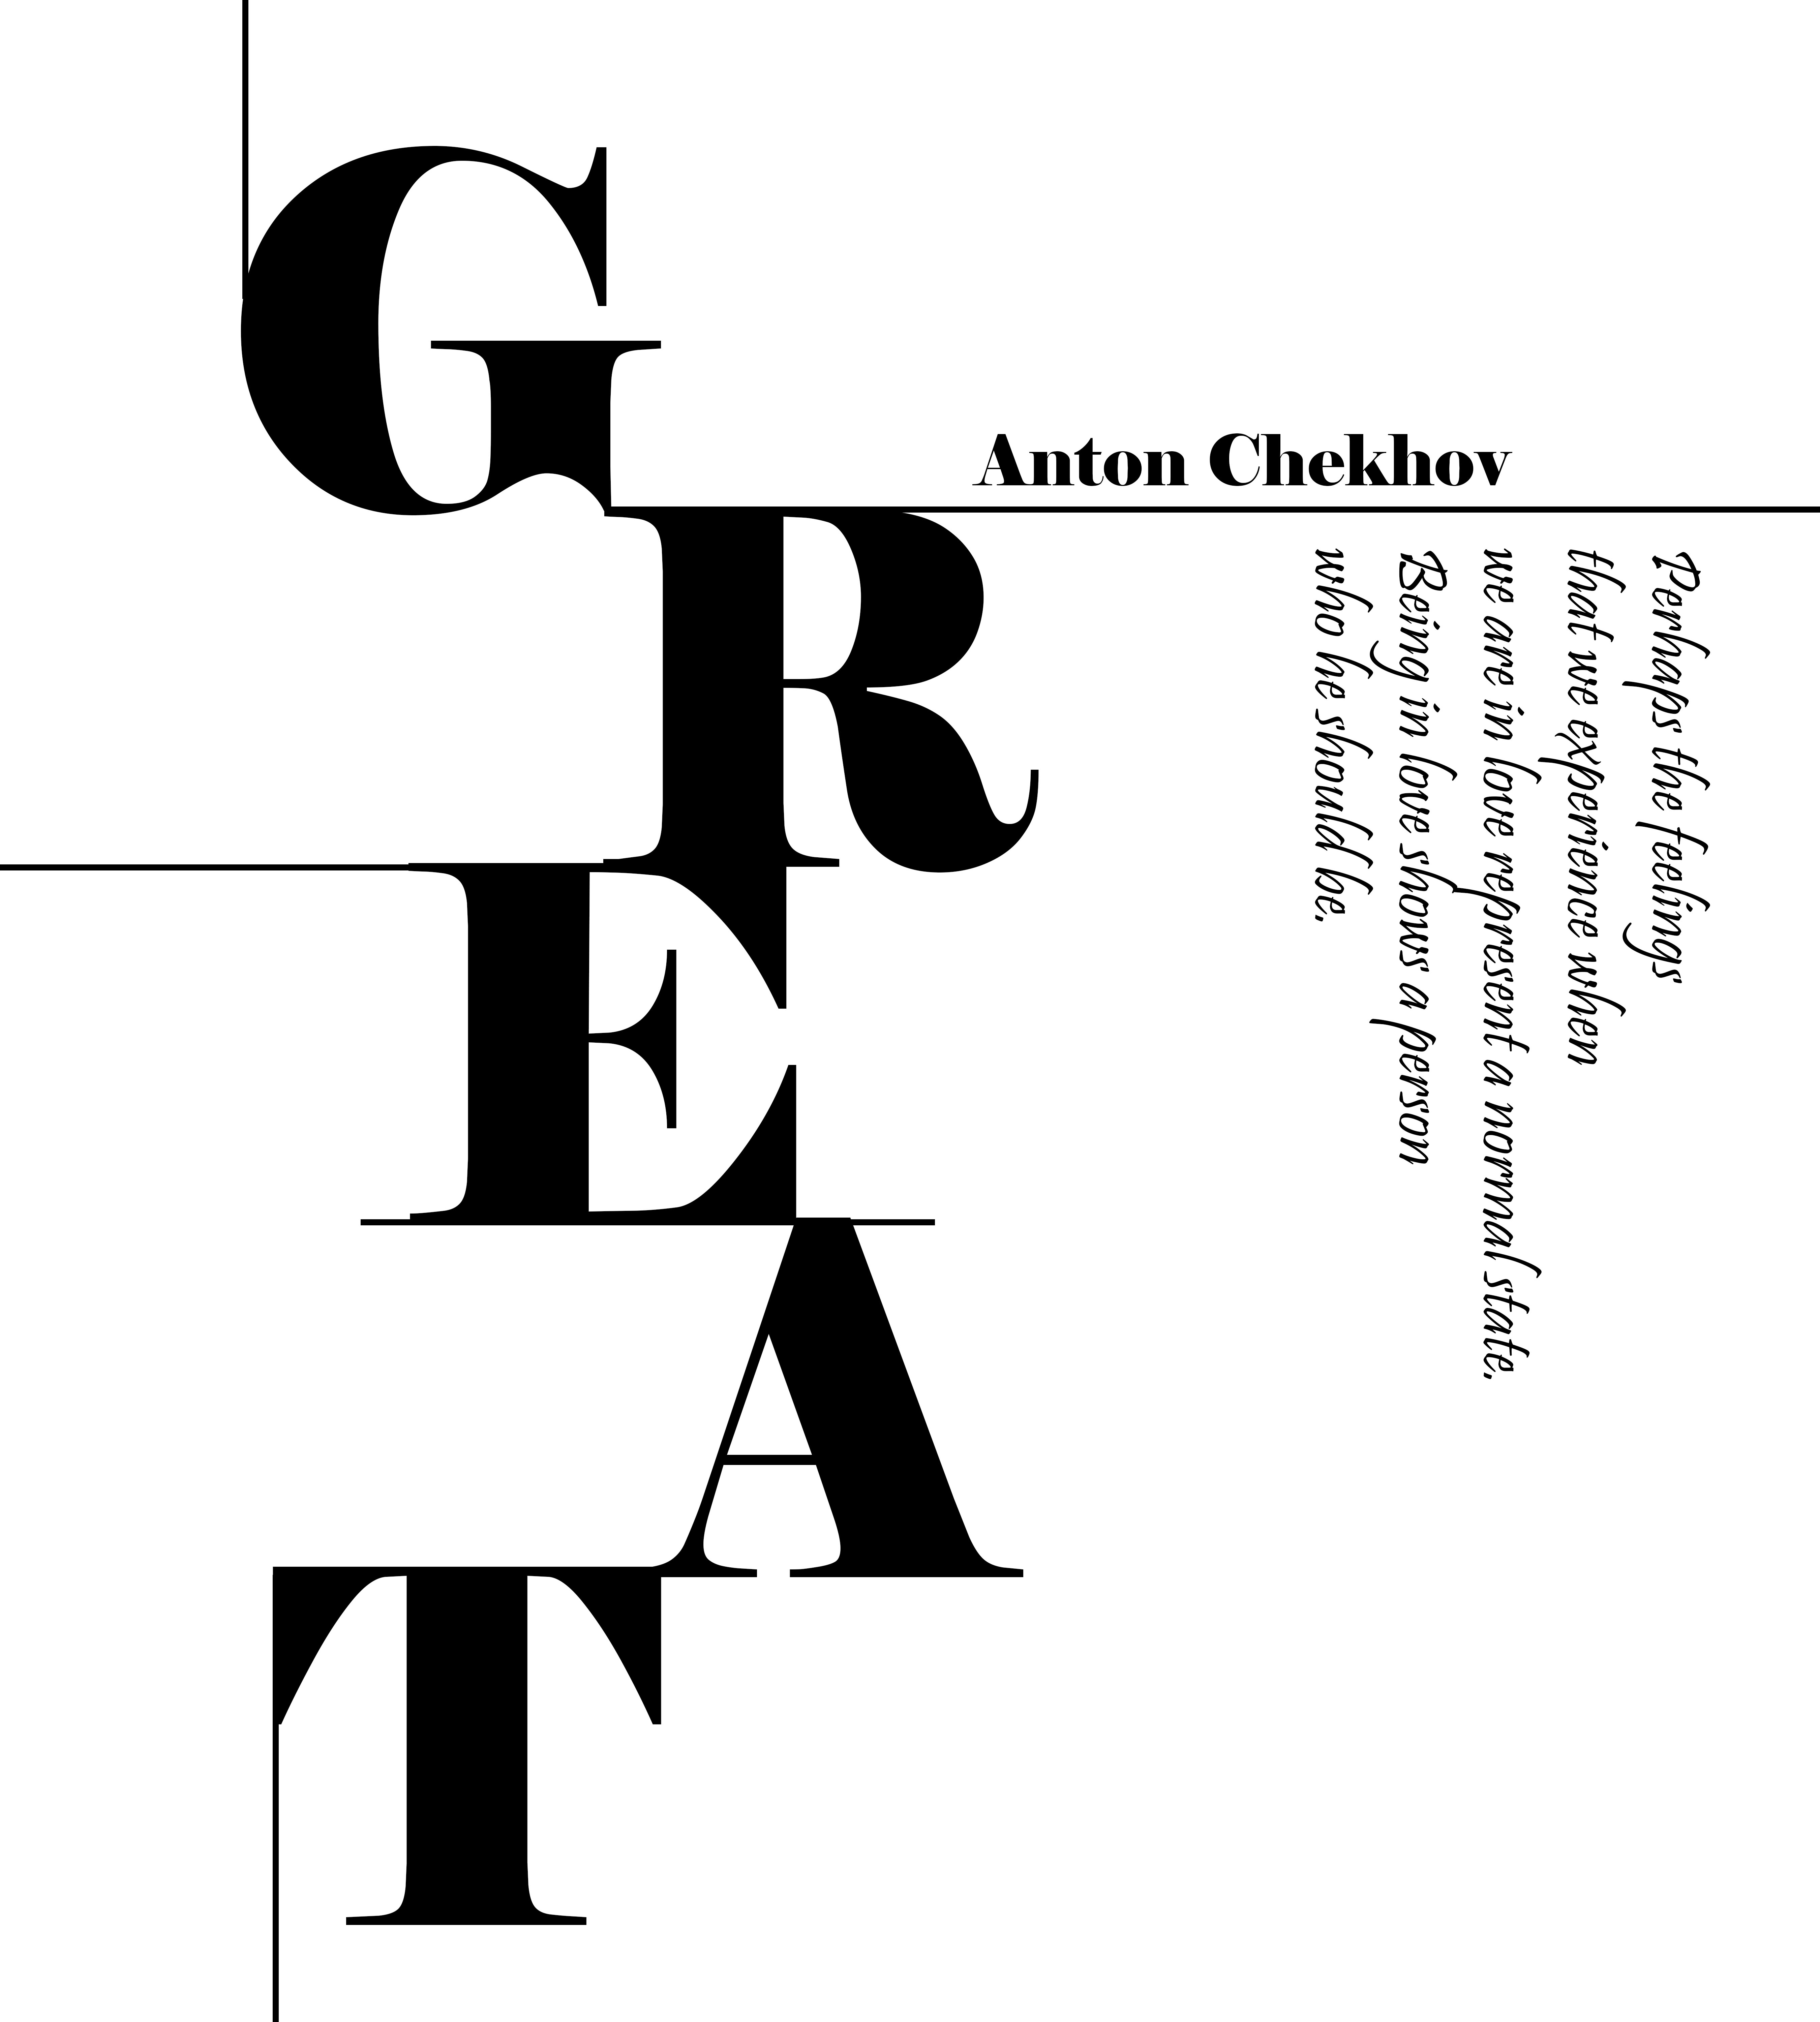 GREAT
Anton Chekhov
Perhaps the feelings
that we experience when
we are in love represent a normal state.
Being in love shows a person
who he should be.